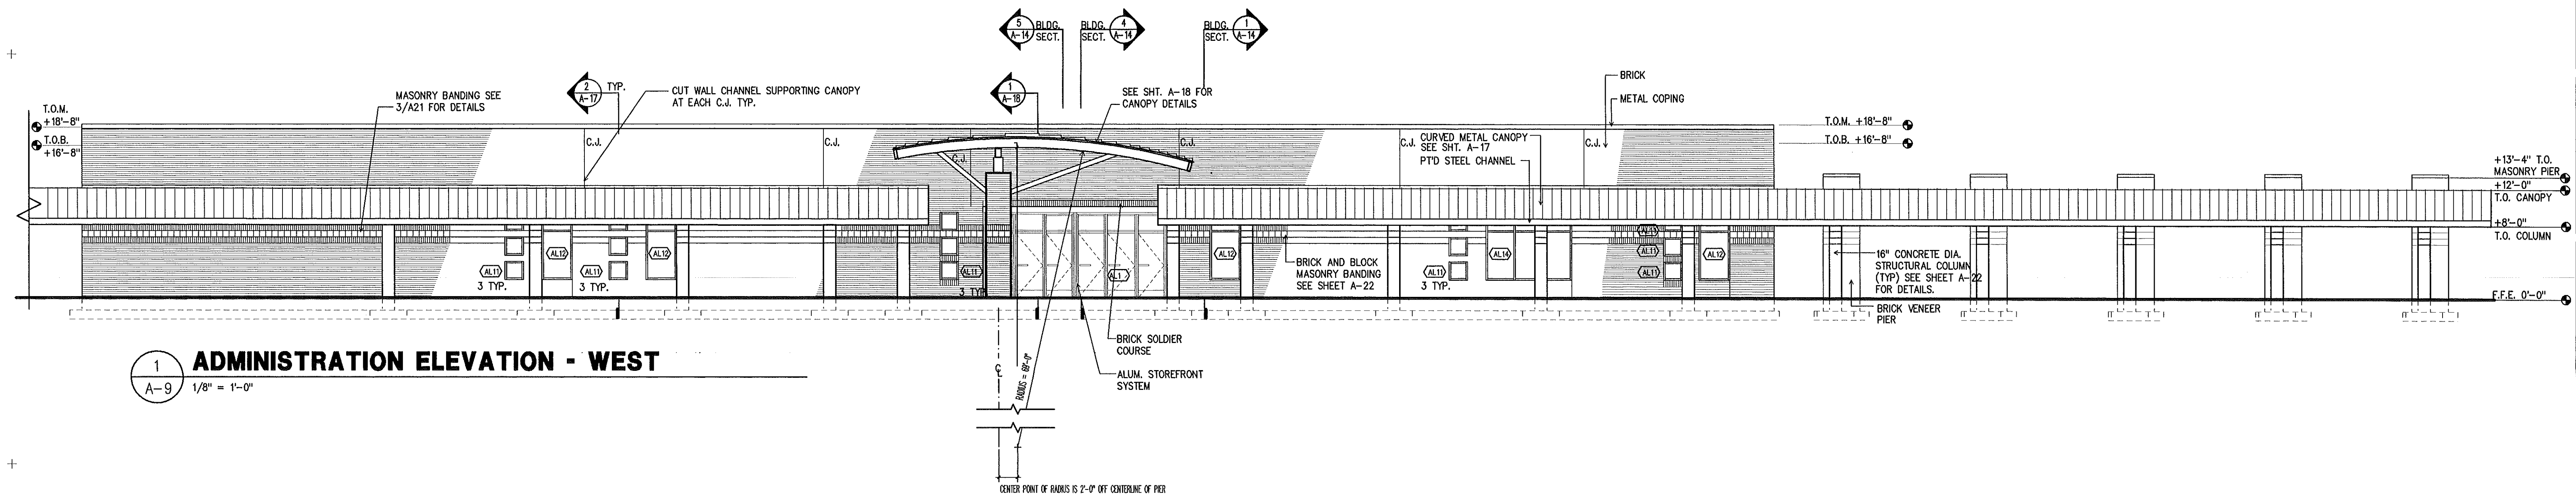 5
A-14
BLDG.
SECT.
BLDG.
SECT.
4
A-14
BLDG.
SECT.
1
A-14
MASONRY BANDING SEE
3/A21 FOR DETAILS
2
A-17
TYP.
CUT WALL CHANNEL SUPPORTING CANOPY
AT EACH C.J. TYP.
1
A-18
SEE SHT. A-18 FOR
CANOPY DETAILS
BRICK
METAL COPING
T.O.M.
+18'-8"
T.O.B.
+16'-8"
C.J.
C.J.
C.J.
C.J.
C.J.
C.J.
CURVED METAL CANOPY
SEE SHT. A-17
PT'D STEEL CHANNEL
T.O.M. +18'-8"
T.O.B. +16'-8"
+13'-4" T.O.
MASONRY PIER
+12'-0"
T.O. CANOPY
+8'-0"
T.O. COLUMN
F.F.E. 0'-0"
AL11
3 TYP.
AL12
AL11
3 TYP.
AL12
AL11
3 TYP.
AL1
AL12
BRICK AND BLOCK
MASONRY BANDING
SEE SHEET A-22
AL11
3 TYP.
AL14
AL11
AL11
AL11
AL12
16" CONCRETE DIA.
STRUCTURAL COLUMN
(TYP) SEE SHEET A-22
FOR DETAILS.
BRICK VENEER
PIER
BRICK SOLDIER
COURSE
ALUM. STOREFRONT
SYSTEM
1
A-9
ADMINISTRATION ELEVATION - WEST
1/8" = 1'-0"
CL
CENTER POINT OF RADIUS IS 2'-0" OFF CENTERLINE OF PIER